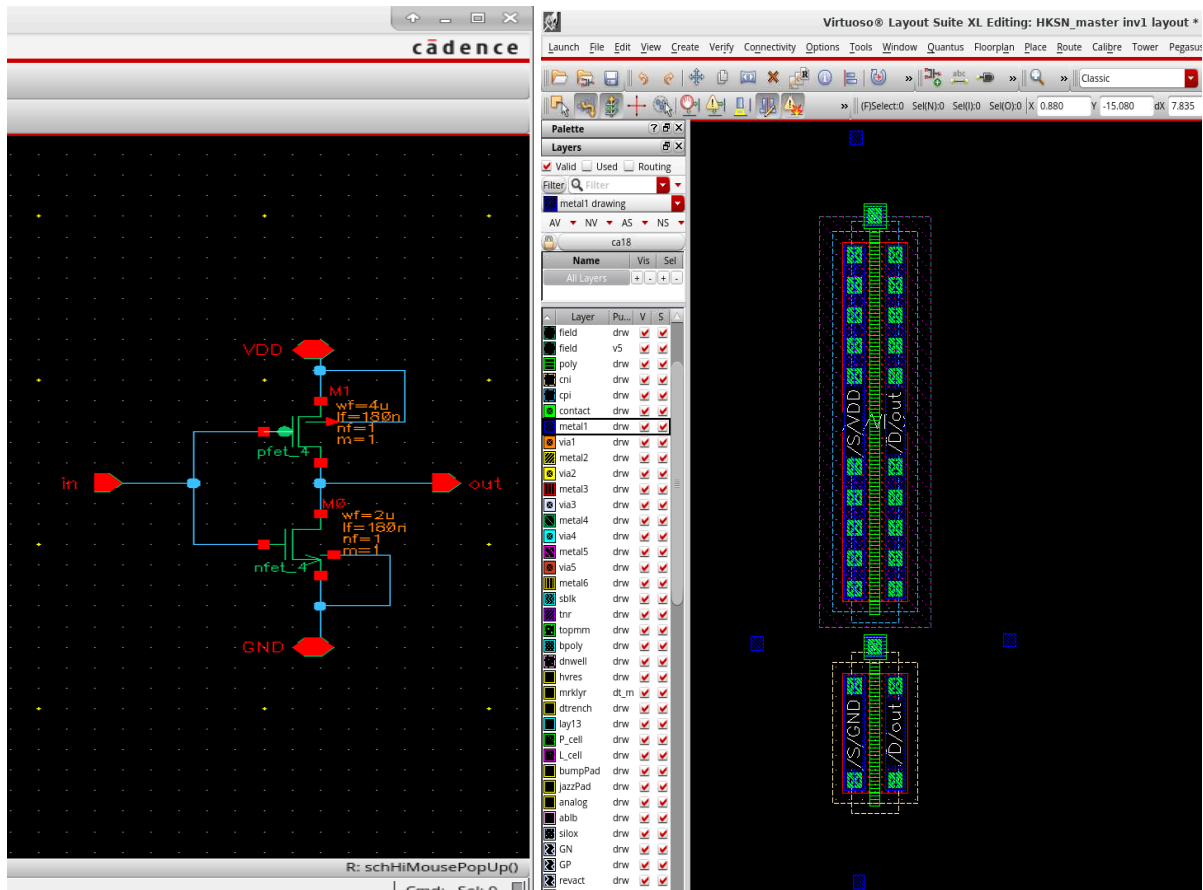 cādence
VDD
M1
wf=4u
lf=180n
nf=1
m=1
pfet_4
in
out
M0
wf=2u
lf=180n
nf=1
m=1
nfet_4
GND
R: schHiMousePopUp()
Cmd: Sel: 0
Virtuoso® Layout Suite XL Editing: HKSN_master inv1 layout *
Launch File Edit View Create Verify Connectivity Options Tools Window Quantus Floorplan Place Route Calibre Tower Pegasus
abc » » » Classic
» (F)Select:0 Sel(N):0 Sel(I):0 Sel(O):0 X 0.880 Y -15.080 dX 7.835
Palette
Layers
Valid Used Routing
Filter Filter
metal1 drawing
AV NV AS NS
ca18
Name Vis Sel
All Layers + - + -
Layer Pu... V S
field drw
field v5
poly drw
cni drw
cpi drw
contact drw
metal1 drw
via1 drw
metal2 drw
via2 drw
metal3 drw
via3 drw
metal4 drw
via4 drw
metal5 drw
via5 drw
metal6 drw
sblk drw
tnr drw
topmm drw
bpoly drw
dnwell drw
hvres drw
mrklyr dt_m
dtrench drw
lay13 drw
P_cell drw
L_cell drw
bumpPad drw
jazzPad drw
analog drw
ablb drw
silox drw
GN drw
GP drw
revact drw
/S/VDD
/D/out
/S/GND
/D/out